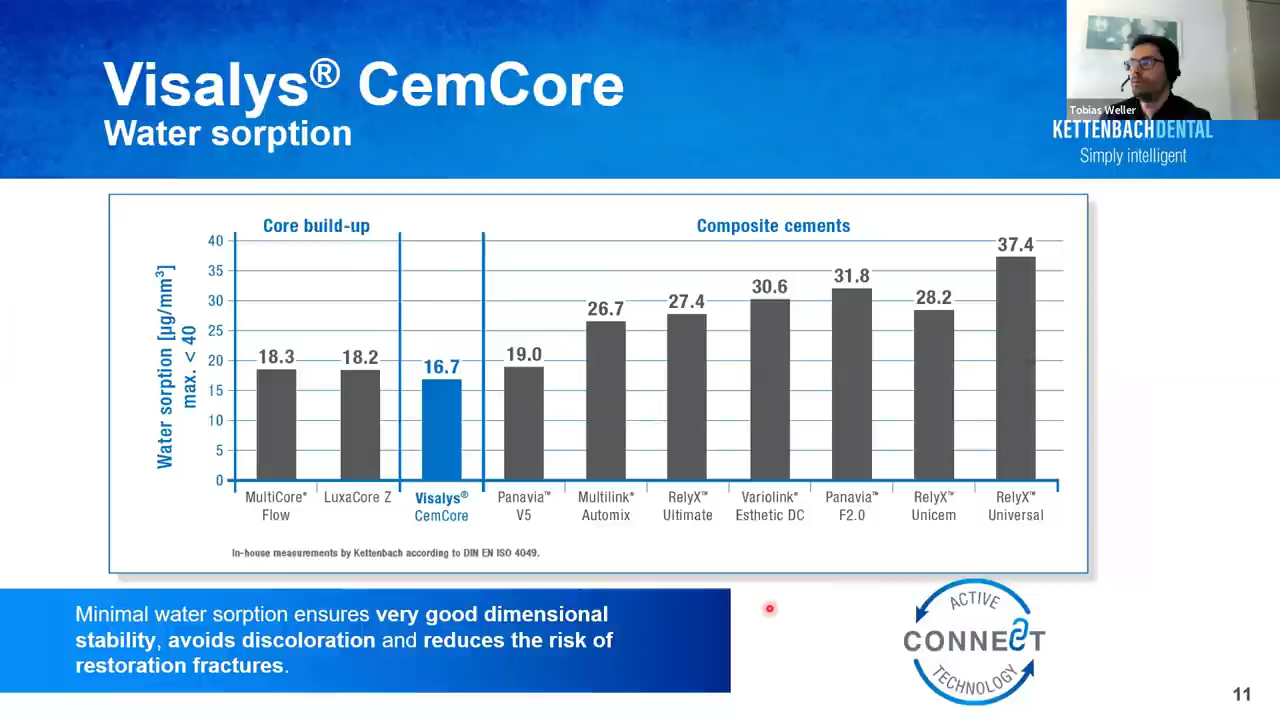 Visalys® CemCore
Water sorption
Tobias Weller
KETTENBACHDENTAL
Simply intelligent
Core build-up
Composite cements
Water sorption [µg/mm³]
max. < 40
40
35
30
25
20
15
10
5
0
18.3
18.2
16.7
19.0
26.7
27.4
30.6
31.8
28.2
37.4
MultiCore®
Flow
LuxaCore Z
Visalys®
CemCore
Panavia™
V5
Multilink®
Automix
RelyX™
Ultimate
Variolink®
Esthetic DC
Panavia™
F2.0
RelyX™
Unicem
RelyX™
Universal
In-house measurements by Kettenbach according to DIN EN ISO 4049.
Minimal water sorption ensures very good dimensional
stability, avoids discoloration and reduces the risk of
restoration fractures.
ACTIVE
CONNECT
TECHNOLOGY
11